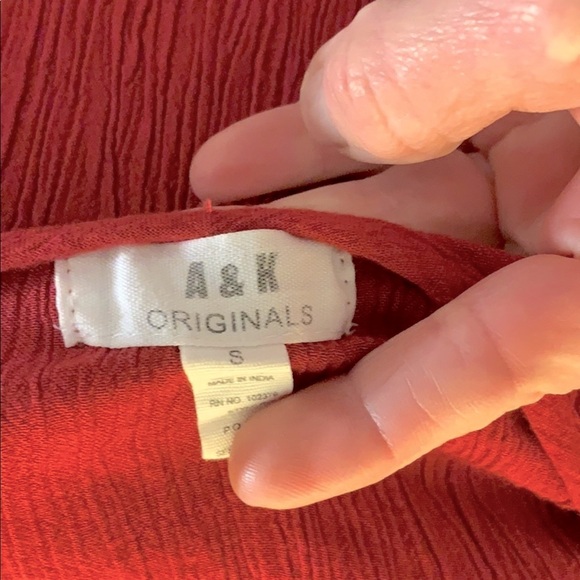 A & K
ORIGINALS
S
MADE IN INDIA
RN NO.
P.O